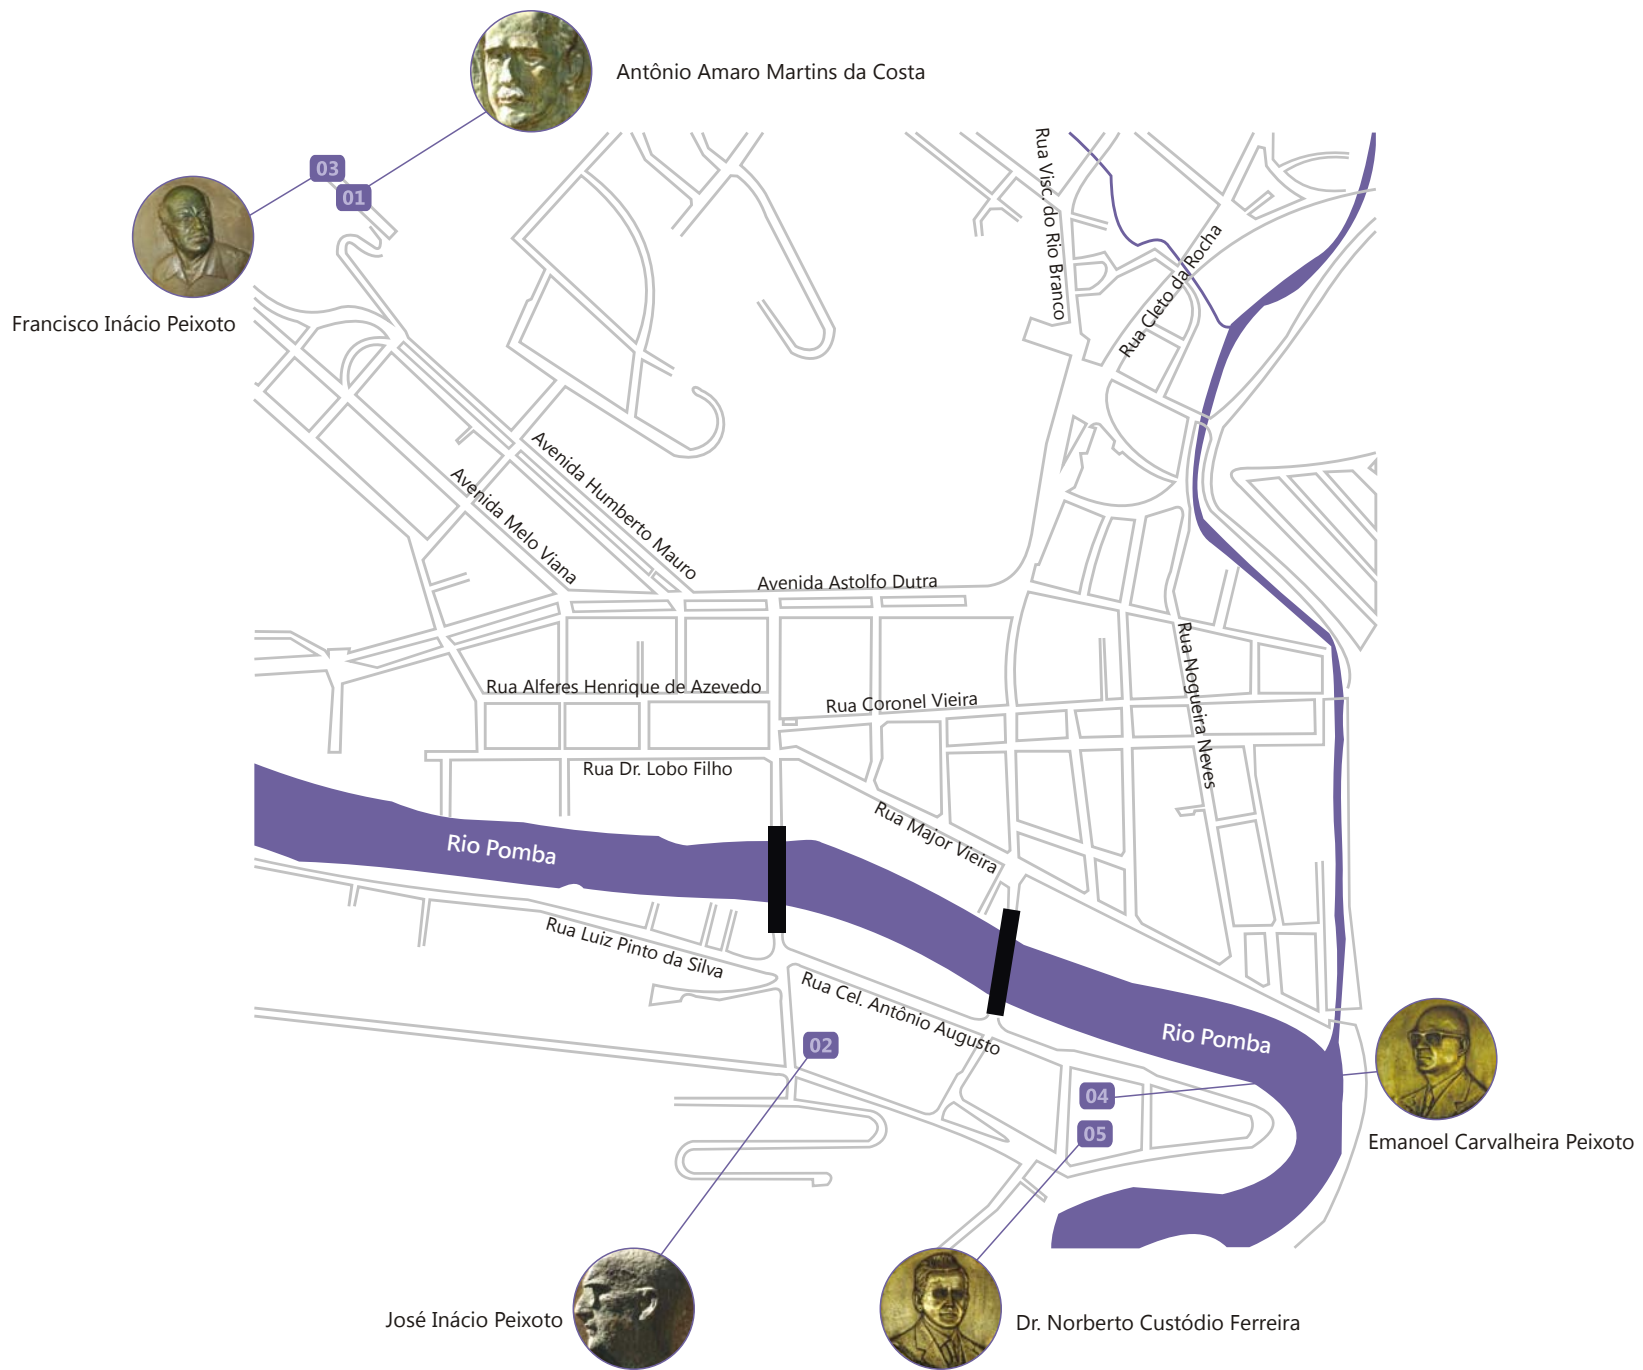 Antônio Amaro Martins da Costa
03
01
Francisco Inácio Peixoto
Rua Visc. do Rio Branco
Rua Cleto da Rocha
Avenida Humberto Mauro
Avenida Melo Viana
Avenida Astolfo Dutra
Rua Nogueira Neves
Rua Alferes Henrique de Azevedo
Rua Coronel Vieira
Rua Dr. Lobo Filho
Rua Major Vieira
Rio Pomba
Rua Luiz Pinto da Silva
Rua Cel. Antônio Augusto
Rio Pomba
02
04
05
Emanoel Carvalheira Peixoto
José Inácio Peixoto
Dr. Norberto Custódio Ferreira